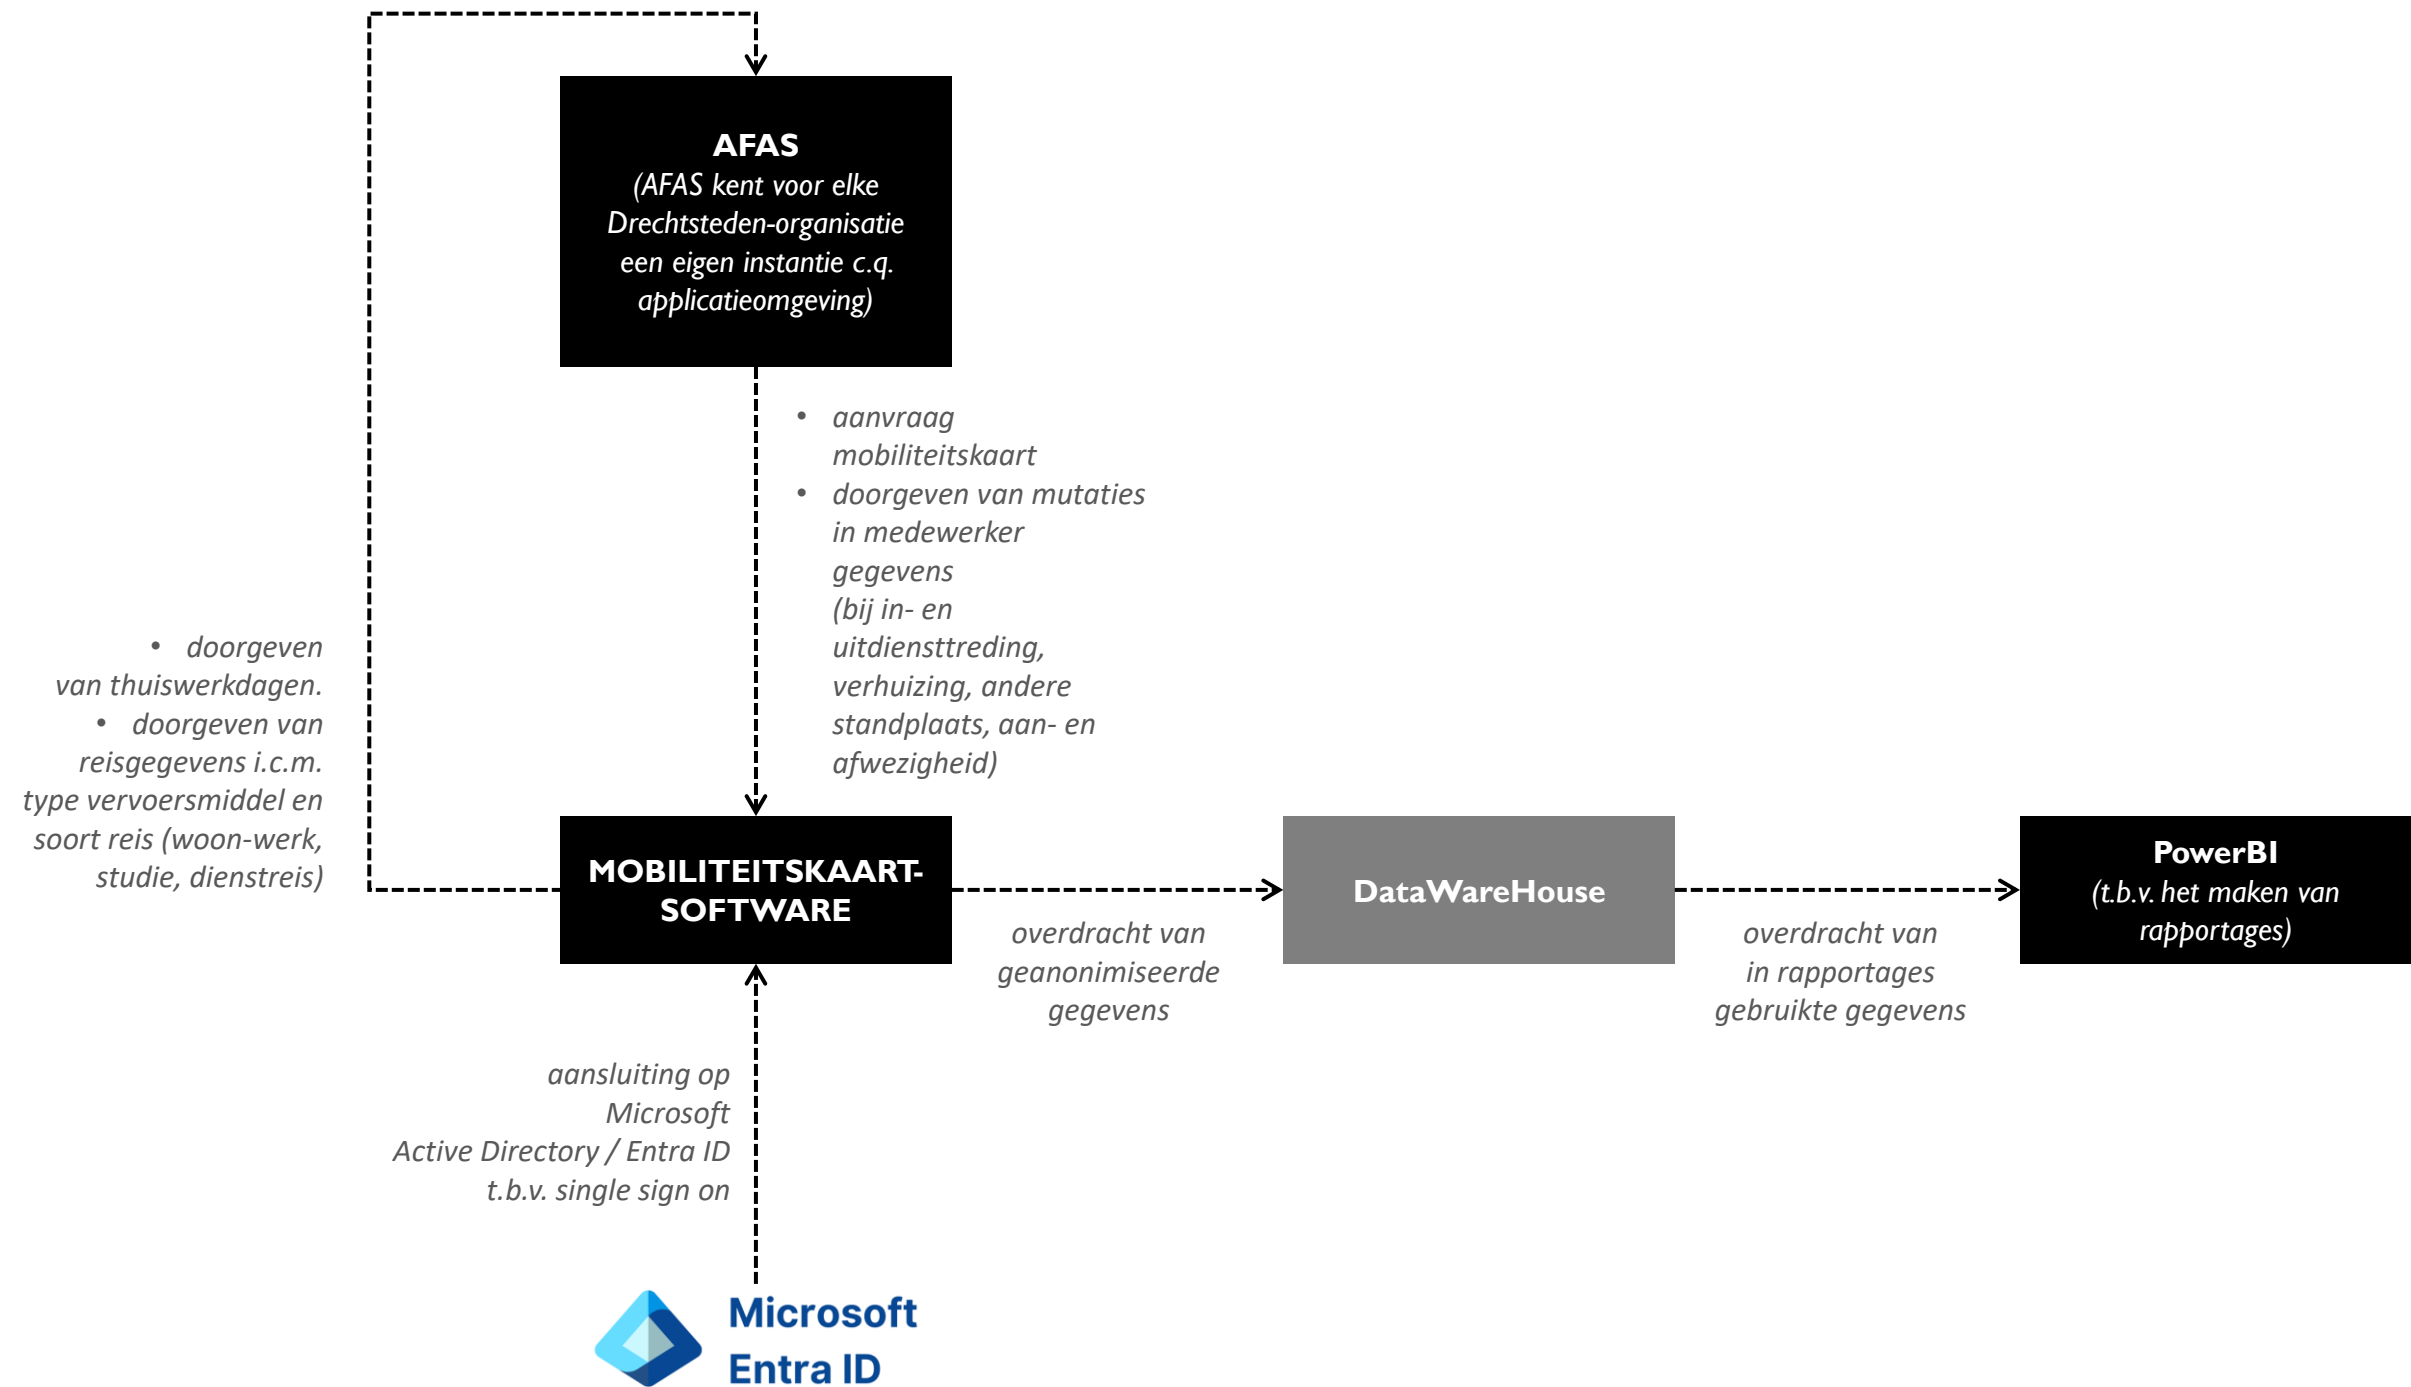 AFAS
(AFAS kent voor elke
Drechtsteden-organisatie
een eigen instantie c.q.
applicatieomgeving)
• aanvraag
mobiliteitskaart
• doorgeven van mutaties
in medewerker
gegevens
(bij in- en
uitdiensttreding,
verhuizing, andere
standplaats, aan- en
afwezigheid)
• doorgeven
van thuiswerkdagen.
• doorgeven van
reisgegevens i.c.m.
type vervoersmiddel en
soort reis (woon-werk,
studie, dienstreis)
MOBILITEITSKAART-
SOFTWARE
overdracht van
geanonimiseerde
gegevens
DataWareHouse
overdracht van
in rapportages
gebruikte gegevens
PowerBI
(t.b.v. het maken van
rapportages)
aansluiting op
Microsoft
Active Directory / Entra ID
t.b.v. single sign on
Microsoft
Entra ID